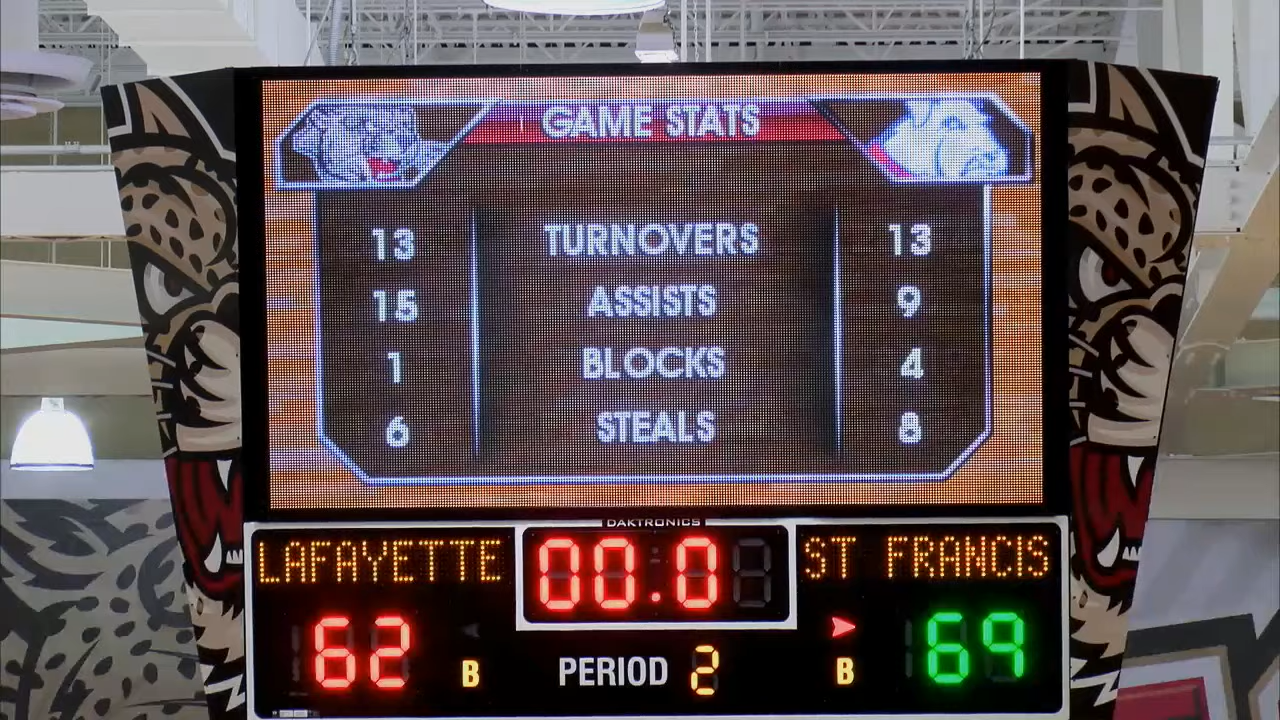 GAME STATS
13 TURNOVERS 13
15 ASSISTS 9
1 BLOCKS 4
6 STEALS 8
DAKTRONICS
LAFAYETTE 00.0 ST FRANCIS
62 B PERIOD 2 B 69